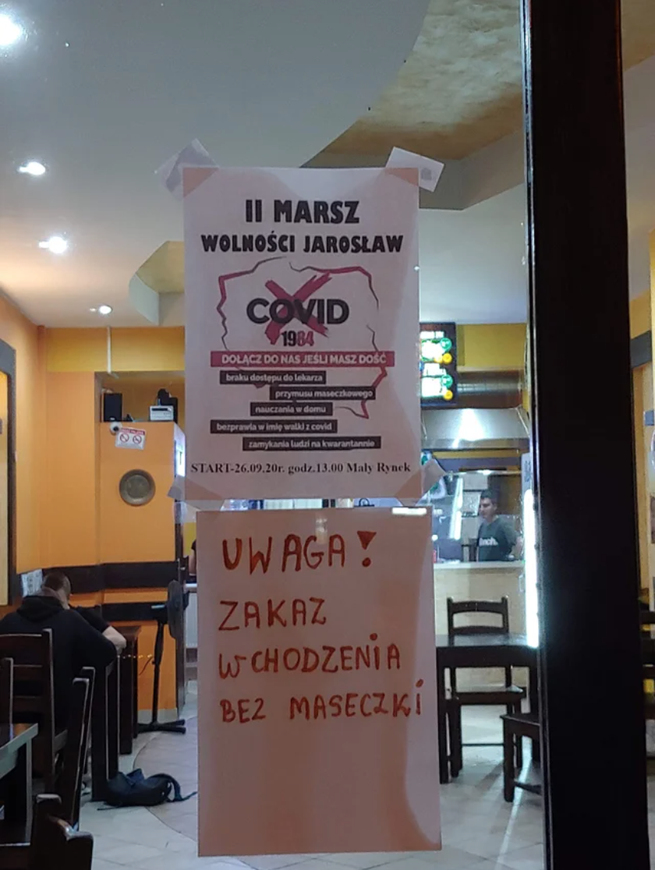 II MARSZ
WOLNOŚCI JAROSŁAW
COVID
1984
DOŁĄCZ DO NAS JEŚLI MASZ DOŚĆ
braku dostępu do lekarza
przymusu maseczkowego
nauczania w domu
bezprawia w imię walki z covid
zamykania ludzi na kwarantannie
START-26.09.20r. godz.13.00 Mały Rynek
UWAGA!
ZAKAZ
WCHODZENIA
BEZ MASECZKI